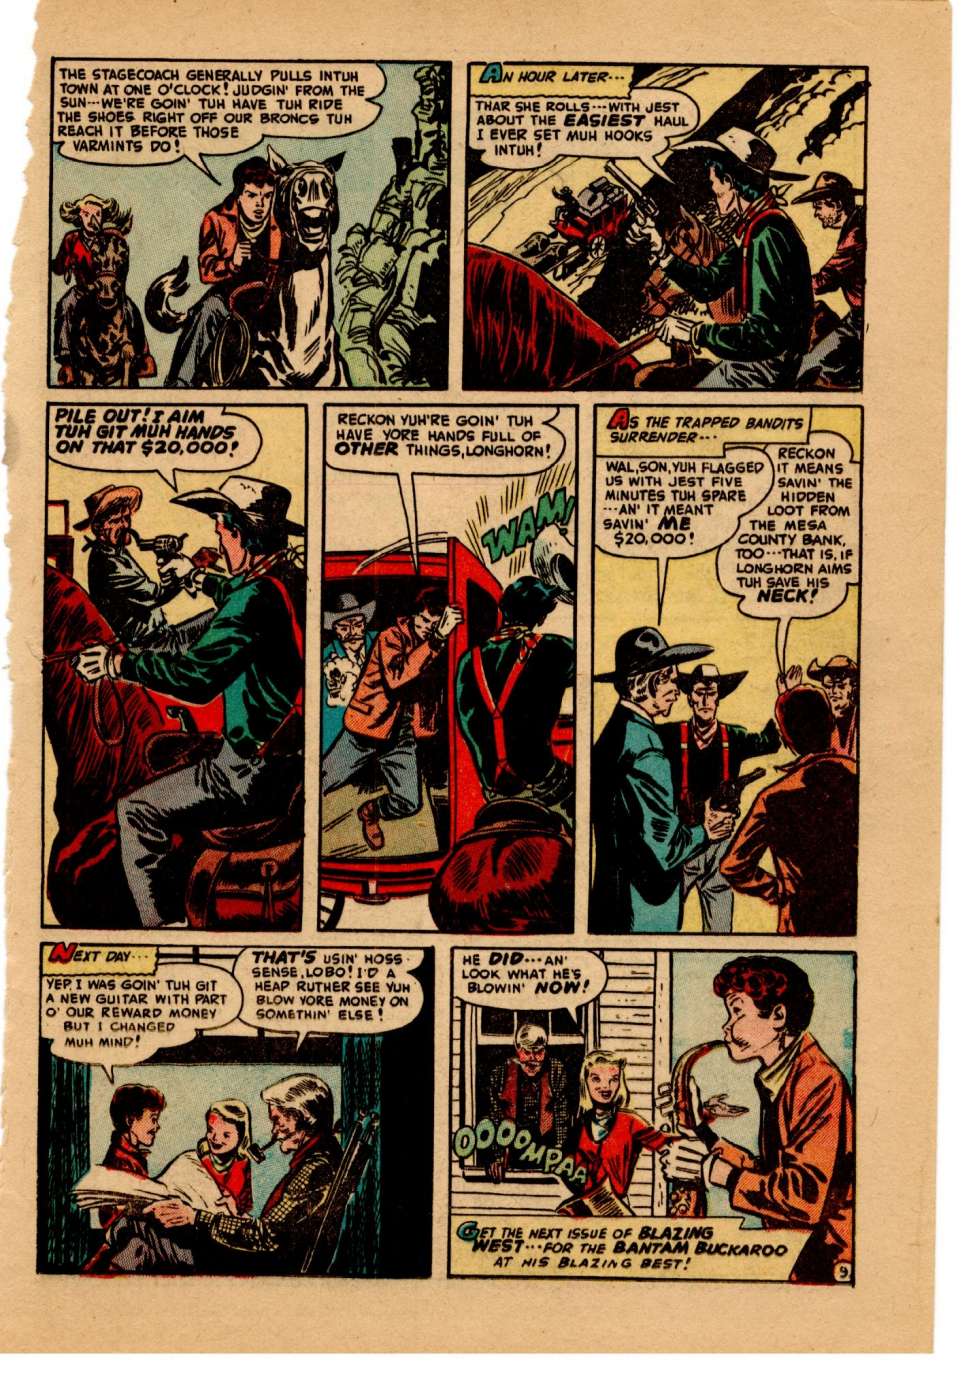 THE STAGECOACH GENERALLY PULLS INTUH
TOWN AT ONE O'CLOCK! JUDGIN' FROM THE
SUN---WE'RE GOIN' TUH HAVE TUH RIDE
THE SHOES RIGHT OFF OUR BRONCS TUH
REACH IT BEFORE THOSE
VARMINTS DO!
AN HOUR LATER---
THAR SHE ROLLS---WITH JEST
ABOUT THE EASIEST HAUL
I EVER SET MUH HOOKS
INTUH!
PILE OUT! I AIM
TUH GIT MUH HANDS
ON THAT $20,000!
RECKON YUH'RE GOIN' TUH
HAVE YORE HANDS FULL OF
OTHER THINGS, LONGHORN!
WAM!
AS THE TRAPPED BANDITS
SURRENDER---
WAL, SON, YUH FLAGGED
US WITH JEST FIVE
MINUTES TUH SPARE
---AN' IT MEANT
SAVIN' ME
$20,000!
RECKON
IT MEANS
SAVIN' THE
HIDDEN
LOOT FROM
THE MESA
COUNTY BANK,
TOO---THAT IS, IF
LONGHORN AIMS
TUH SAVE HIS
NECK!
NEXT DAY---
YEP, I WAS GOIN' TUH GIT
A NEW GUITAR WITH PART
O' OUR REWARD MONEY
BUT I CHANGED
MUH MIND!
THAT'S USIN' HOSS-
SENSE, LOBO! I'D A
HEAP RUTHER SEE YUH
BLOW YORE MONEY ON
SOMETHIN' ELSE!
HE DID---AN'
LOOK WHAT HE'S
BLOWIN' NOW!
OOOOMPAA
GET THE NEXT ISSUE OF BLAZING
WEST---FOR THE BANTAM BUCKAROO
AT HIS BLAZING BEST!
9